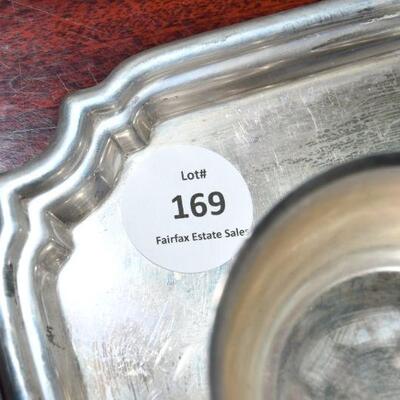 Lot#
169
Fairfax Estate Sales